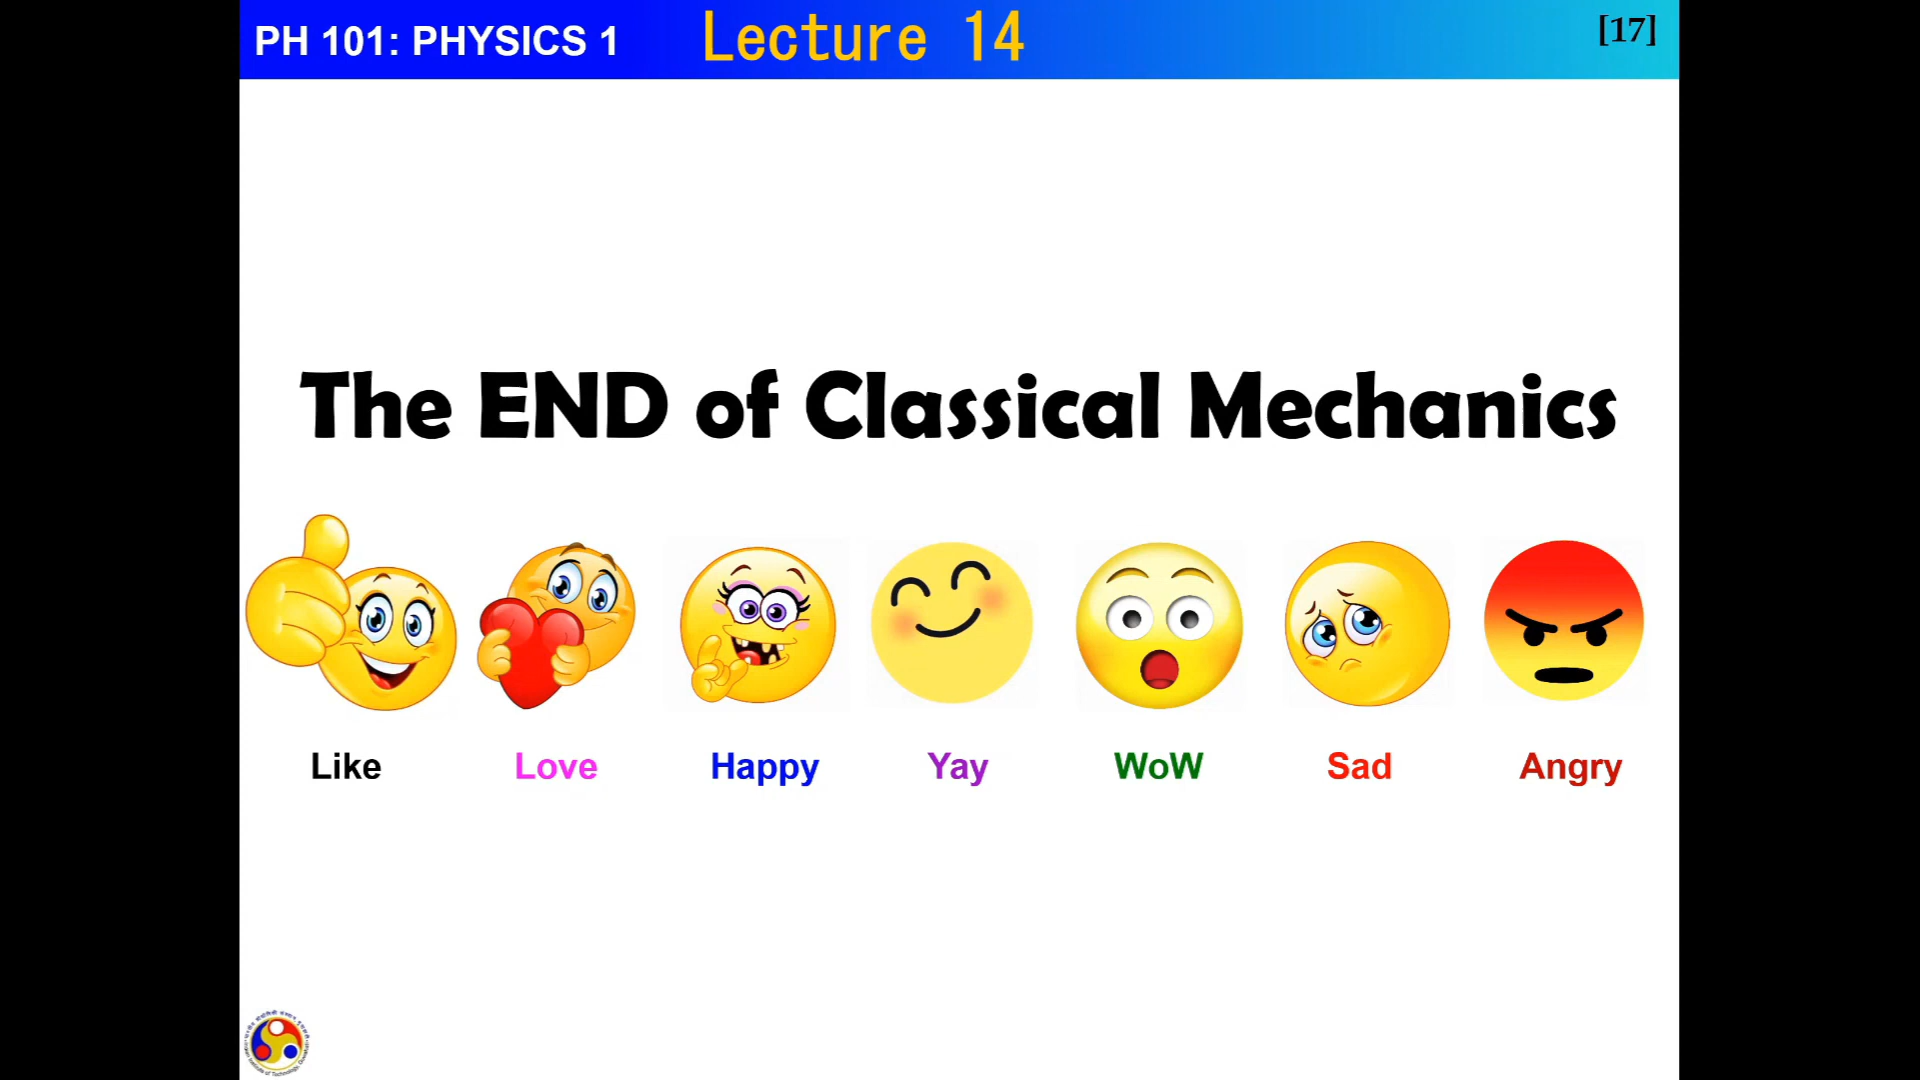 PH 101: PHYSICS 1
Lecture 14
[17]
The END of Classical Mechanics
Like Love Happy Yay WoW Sad Angry